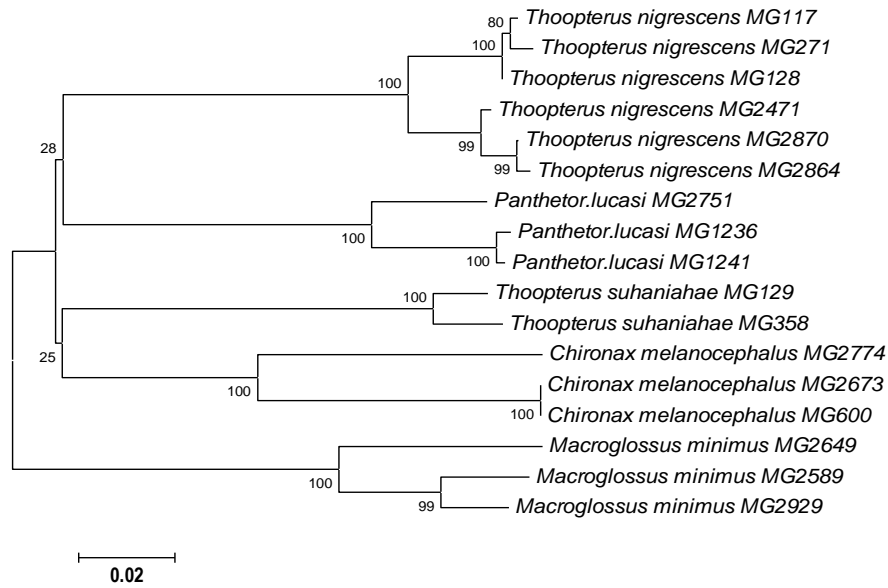 Thoopterus nigrescens MG117
80
100
Thoopterus nigrescens MG271
Thoopterus nigrescens MG128
100
Thoopterus nigrescens MG2471
99
Thoopterus nigrescens MG2870
99
Thoopterus nigrescens MG2864
28
Panthetor.lucasi MG2751
100
Panthetor.lucasi MG1236
100
Panthetor.lucasi MG1241
100
Thoopterus suhaniahae MG129
Thoopterus suhaniahae MG358
25
Chironax melanocephalus MG2774
100
Chironax melanocephalus MG2673
100
Chironax melanocephalus MG600
Macroglossus minimus MG2649
100
Macroglossus minimus MG2589
99
Macroglossus minimus MG2929
0.02